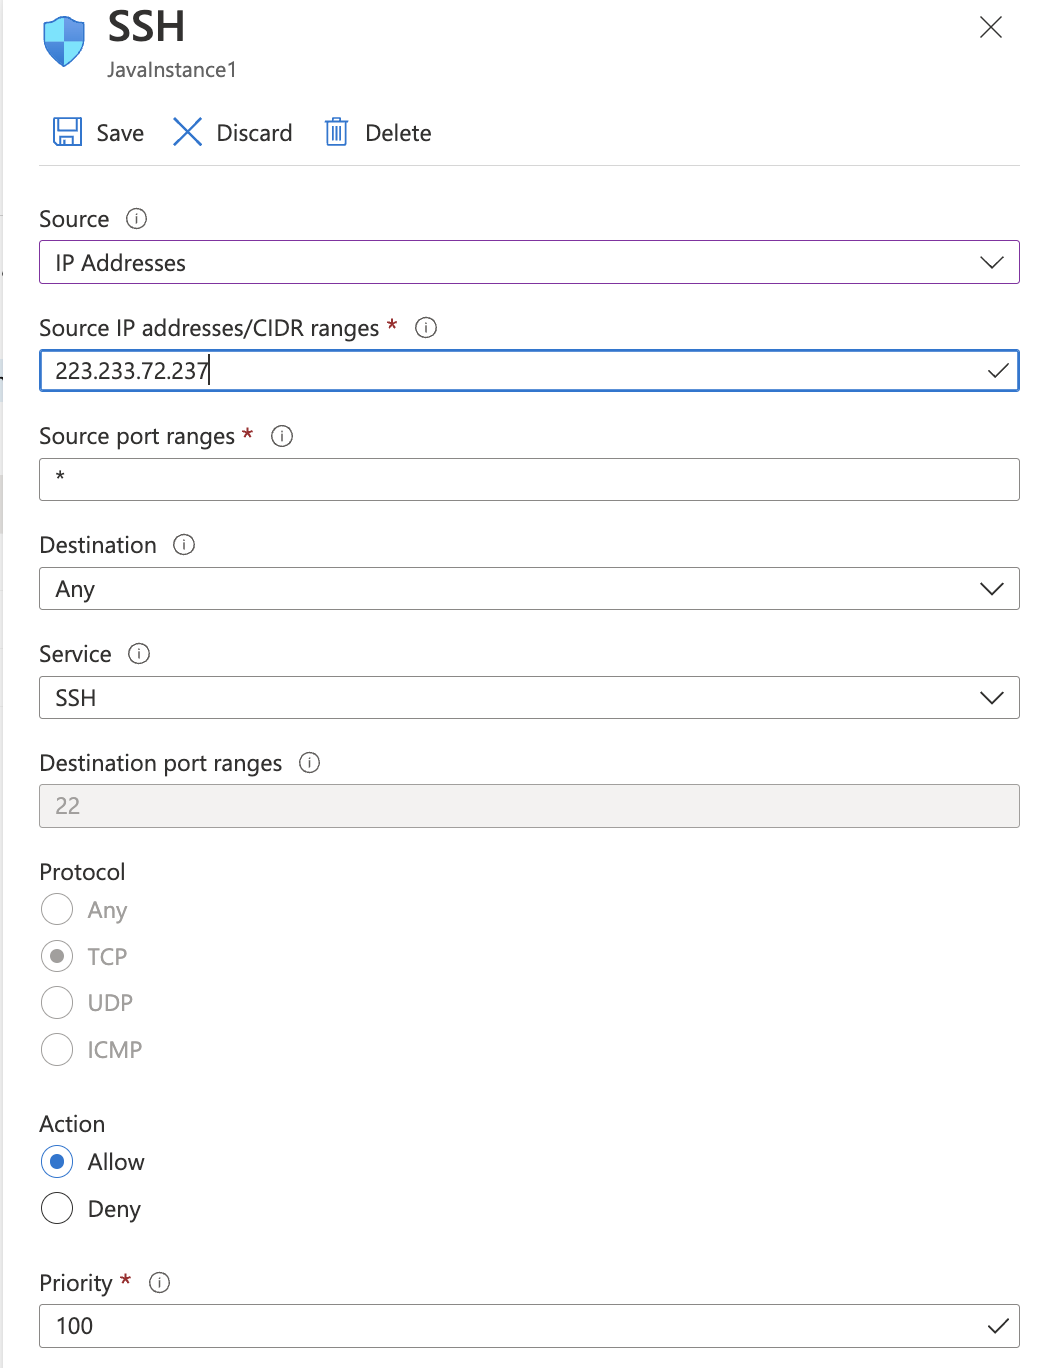 SSH
JavaInstance1
Save Discard Delete
Source
IP Addresses
Source IP addresses/CIDR ranges *
223.233.72.237
Source port ranges *
*
Destination
Any
Service
SSH
Destination port ranges
22
Protocol
Any
TCP
UDP
ICMP
Action
Allow
Deny
Priority *
100